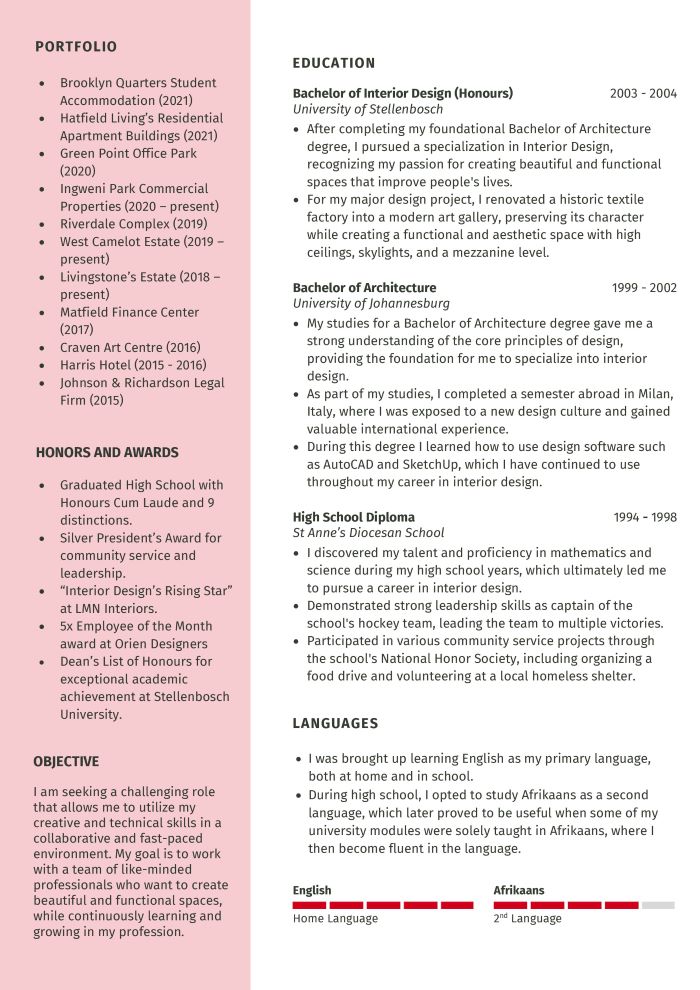 PORTFOLIO
• Brooklyn Quarters Student
Accommodation (2021)
• Hatfield Living’s Residential
Apartment Buildings (2021)
• Green Point Office Park
(2020)
• Ingweni Park Commercial
Properties (2020 – present)
• Riverdale Complex (2019)
• West Camelot Estate (2019 –
present)
• Livingstone’s Estate (2018 –
present)
• Matfield Finance Center
(2017)
• Craven Art Centre (2016)
• Harris Hotel (2015 - 2016)
• Johnson & Richardson Legal
Firm (2015)
HONORS AND AWARDS
• Graduated High School with
Honours Cum Laude and 9
distinctions.
• Silver President’s Award for
community service and
leadership.
• “Interior Design’s Rising Star”
at LMN Interiors.
• 5x Employee of the Month
award at Orien Designers
• Dean’s List of Honours for
exceptional academic
achievement at Stellenbosch
University.
OBJECTIVE
I am seeking a challenging role
that allows me to utilize my
creative and technical skills in a
collaborative and fast-paced
environment. My goal is to work
with a team of like-minded
professionals who want to create
beautiful and functional spaces,
while continuously learning and
growing in my profession.
EDUCATION
Bachelor of Interior Design (Honours) 2003 - 2004
University of Stellenbosch
• After completing my foundational Bachelor of Architecture
degree, I pursued a specialization in Interior Design,
recognizing my passion for creating beautiful and functional
spaces that improve people's lives.
• For my major design project, I renovated a historic textile
factory into a modern art gallery, preserving its character
while creating a functional and aesthetic space with high
ceilings, skylights, and a mezzanine level.
Bachelor of Architecture 1999 - 2002
University of Johannesburg
• My studies for a Bachelor of Architecture degree gave me a
strong understanding of the core principles of design,
providing the foundation for me to specialize into interior
design.
• As part of my studies, I completed a semester abroad in Milan,
Italy, where I was exposed to a new design culture and gained
valuable international experience.
• During this degree I learned how to use design software such
as AutoCAD and SketchUp, which I have continued to use
throughout my career in interior design.
High School Diploma 1994 - 1998
St Anne’s Diocesan School
• I discovered my talent and proficiency in mathematics and
science during my high school years, which ultimately led me
to pursue a career in interior design.
• Demonstrated strong leadership skills as captain of the
school's hockey team, leading the team to multiple victories.
• Participated in various community service projects through
the school's National Honor Society, including organizing a
food drive and volunteering at a local homeless shelter.
LANGUAGES
• I was brought up learning English as my primary language,
both at home and in school.
• During high school, I opted to study Afrikaans as a second
language, which later proved to be useful when some of my
university modules were solely taught in Afrikaans, where I
then become fluent in the language.
English
Home Language
Afrikaans
2nd Language